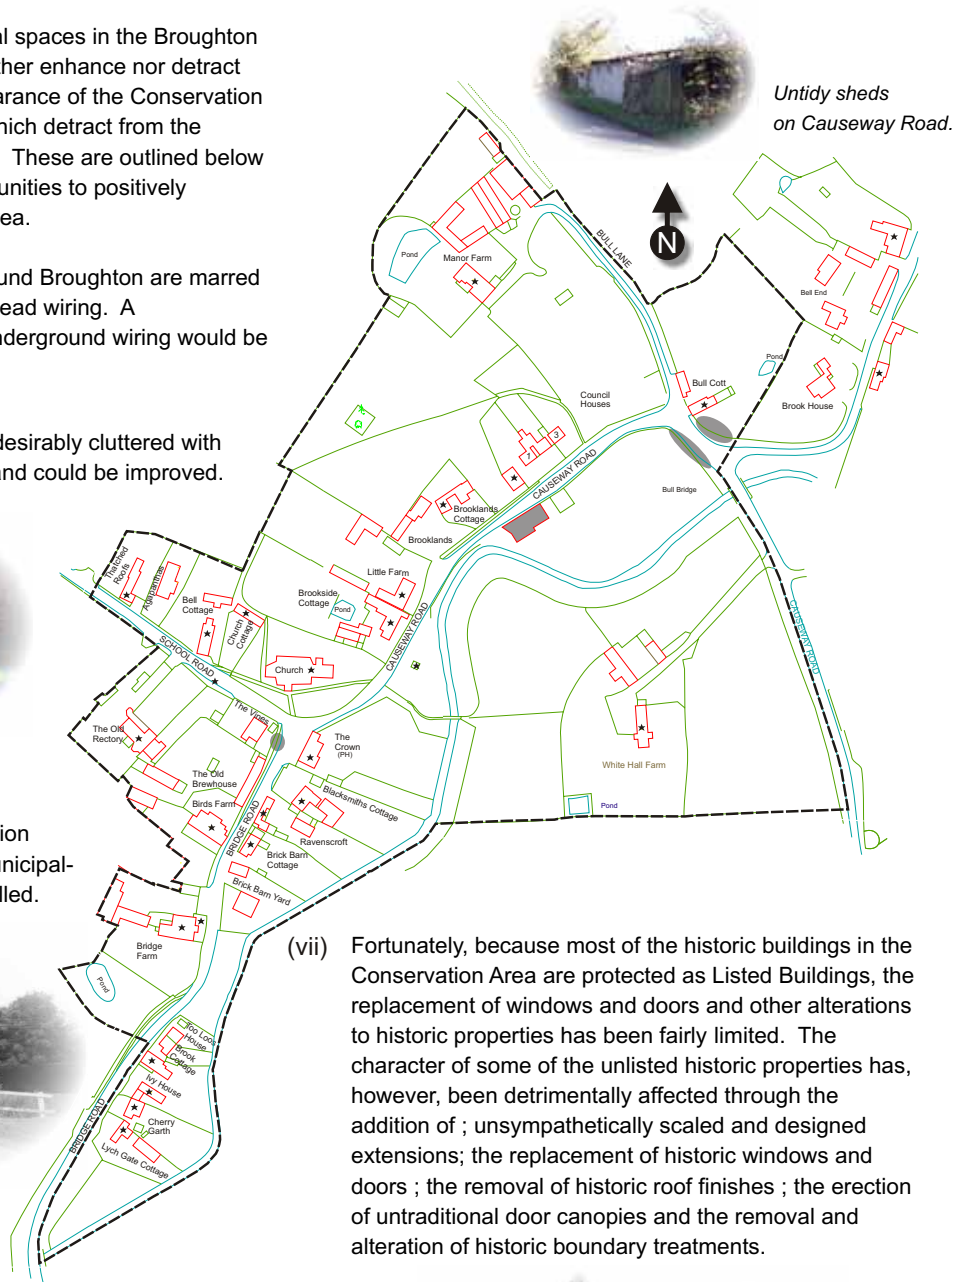 al spaces in the Broughton
ther enhance nor detract
arance of the Conservation
hich detract from the
These are outlined below
unities to positively
ea.
und Broughton are marred
ead wiring. A
nderground wiring would be
desirably cluttered with
and could be improved.
tion
unicipal-
lled.
Untidy sheds
on Causeway Road.
N
BULL LANE
Pond
Manor Farm
Bell End
Pond
Brook House
Bull Cott
Council
Houses
3
1
CAUSEWAY ROAD
Bull Bridge
Brooklands
Cottage
Brooklands
Thatched
Roofs
Agapanthas
Bell
Cottage
Church
Cottage
Little Farm
Brookside
Cottage
Pond
CAUSEWAY ROAD
CAUSEWAY ROAD
SCHOOL ROAD
Church
The Vines
The Old
Rectory
The
Crown
(PH)
White Hall Farm
Pond
The Old
Brewhouse
Birds Farm
BRIDGE ROAD
Blacksmiths Cottage
Ravenscroft
Brick Barn
Cottage
Brick Barn Yard
Bridge
Farm
Pond
Too Loos
House
Brook
Cottage
Ivy House
Cherry
Garth
Lych Gate Cottage
BRIDGE ROAD
(vii) Fortunately, because most of the historic buildings in the
Conservation Area are protected as Listed Buildings, the
replacement of windows and doors and other alterations
to historic properties has been fairly limited. The
character of some of the unlisted historic properties has,
however, been detrimentally affected through the
addition of ; unsympathetically scaled and designed
extensions; the replacement of historic windows and
doors ; the removal of historic roof finishes ; the erection
of untraditional door canopies and the removal and
alteration of historic boundary treatments.